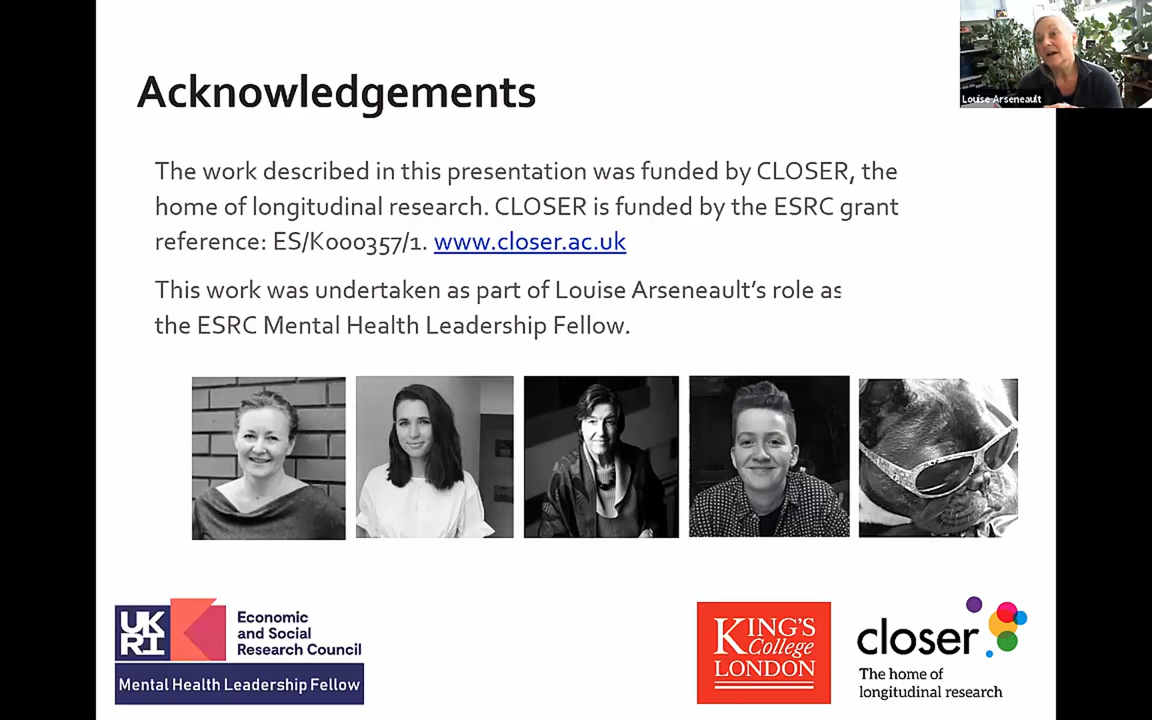 Louise Arseneault
Acknowledgements
The work described in this presentation was funded by CLOSER, the
home of longitudinal research. CLOSER is funded by the ESRC grant
reference: ES/K000357/1. www.closer.ac.uk
This work was undertaken as part of Louise Arseneault’s role as
the ESRC Mental Health Leadership Fellow.
UK
RI
Economic
and Social
Research Council
Mental Health Leadership Fellow
KING'S
College
LONDON
closer
The home of
longitudinal research